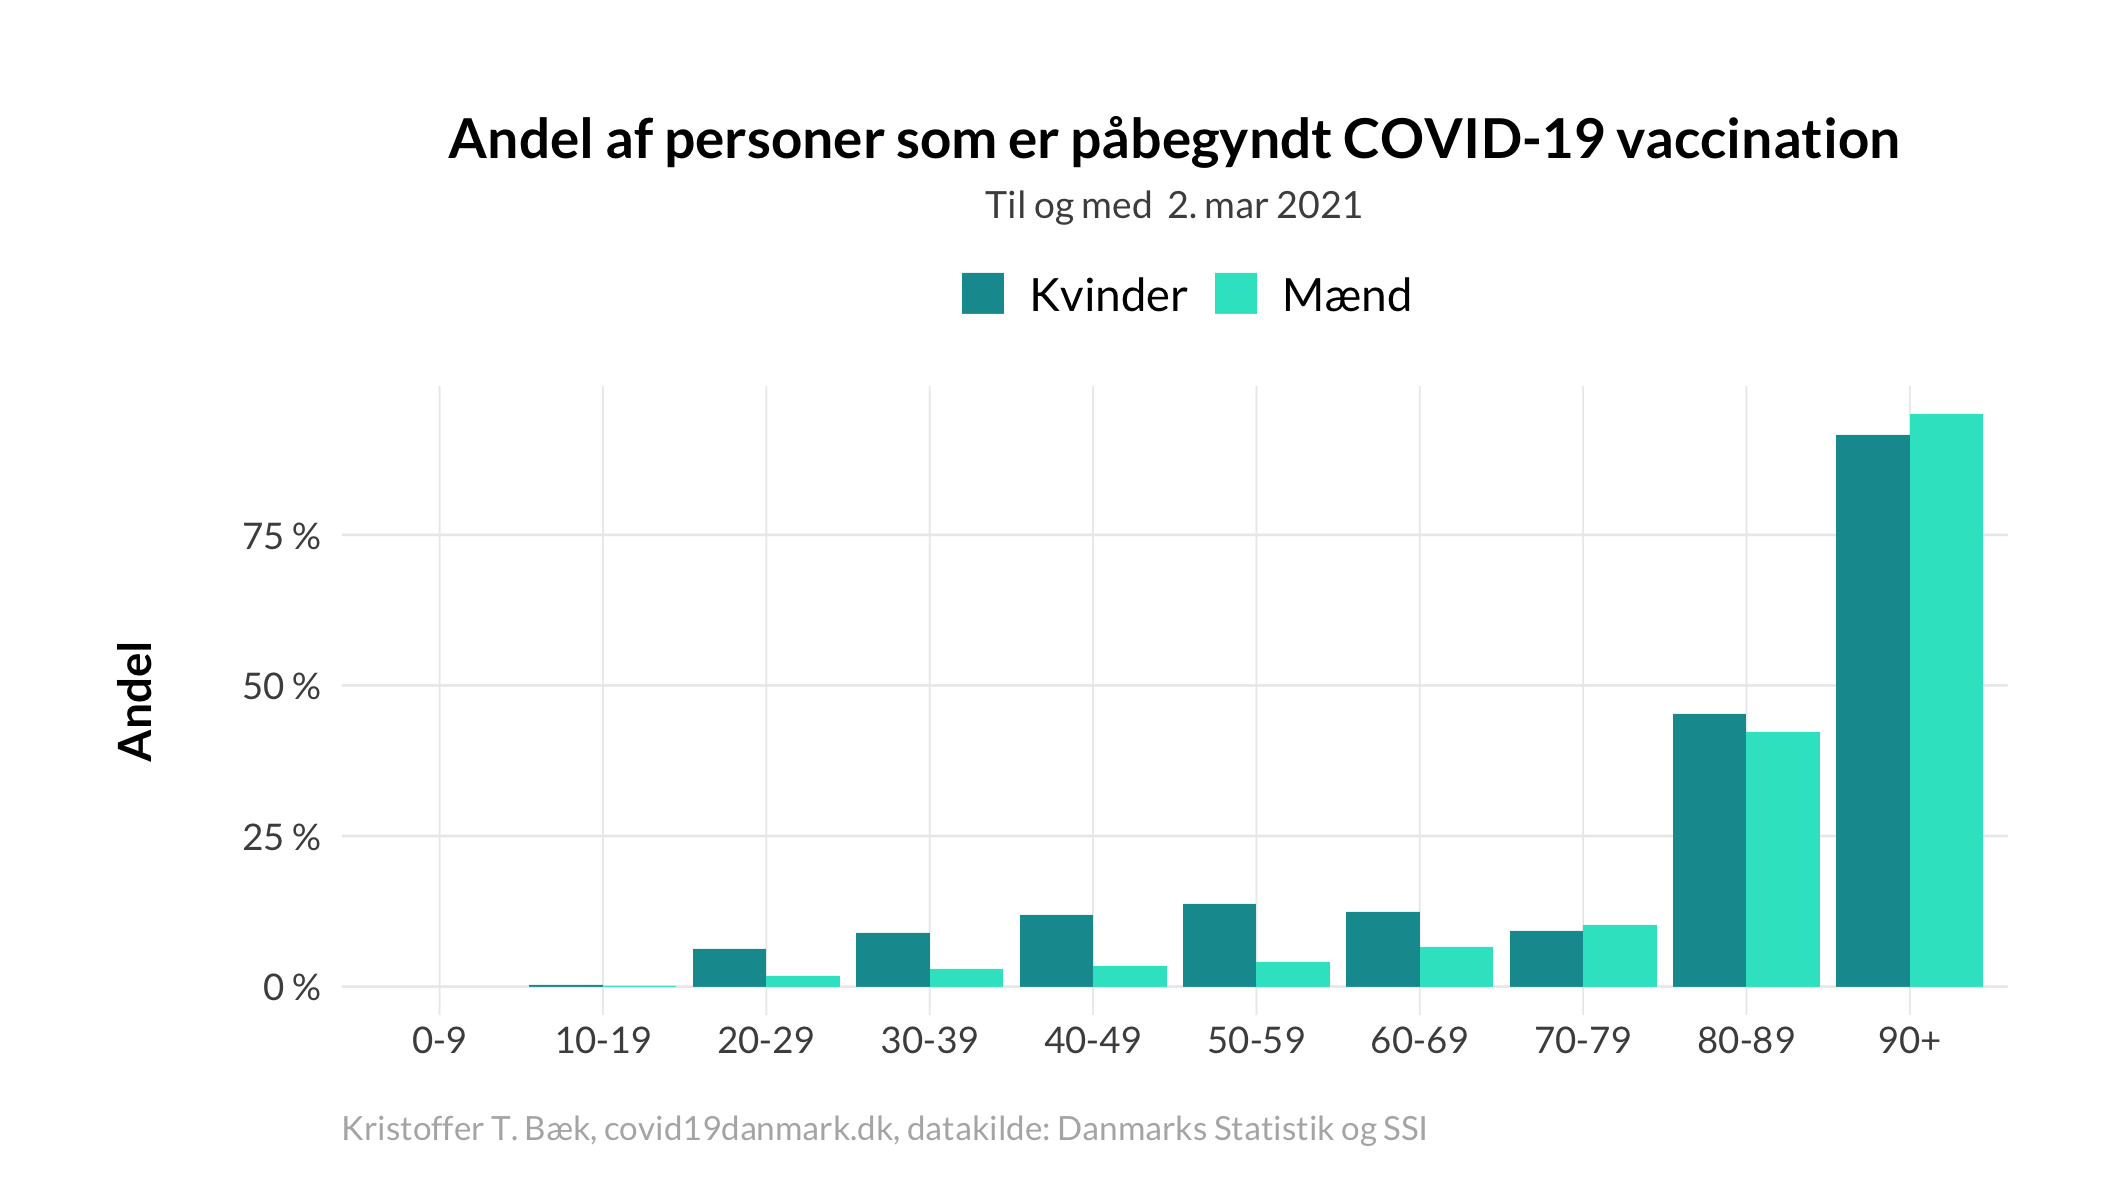 Andel af personer som er påbegyndt COVID-19 vaccination
Til og med 2. mar 2021
Kvinder Mænd
Andel
75 %
50 %
25 %
0 %
0-9 10-19 20-29 30-39 40-49 50-59 60-69 70-79 80-89 90+
Kristoffer T. Bæk, covid19danmark.dk, datakilde: Danmarks Statistik og SSI